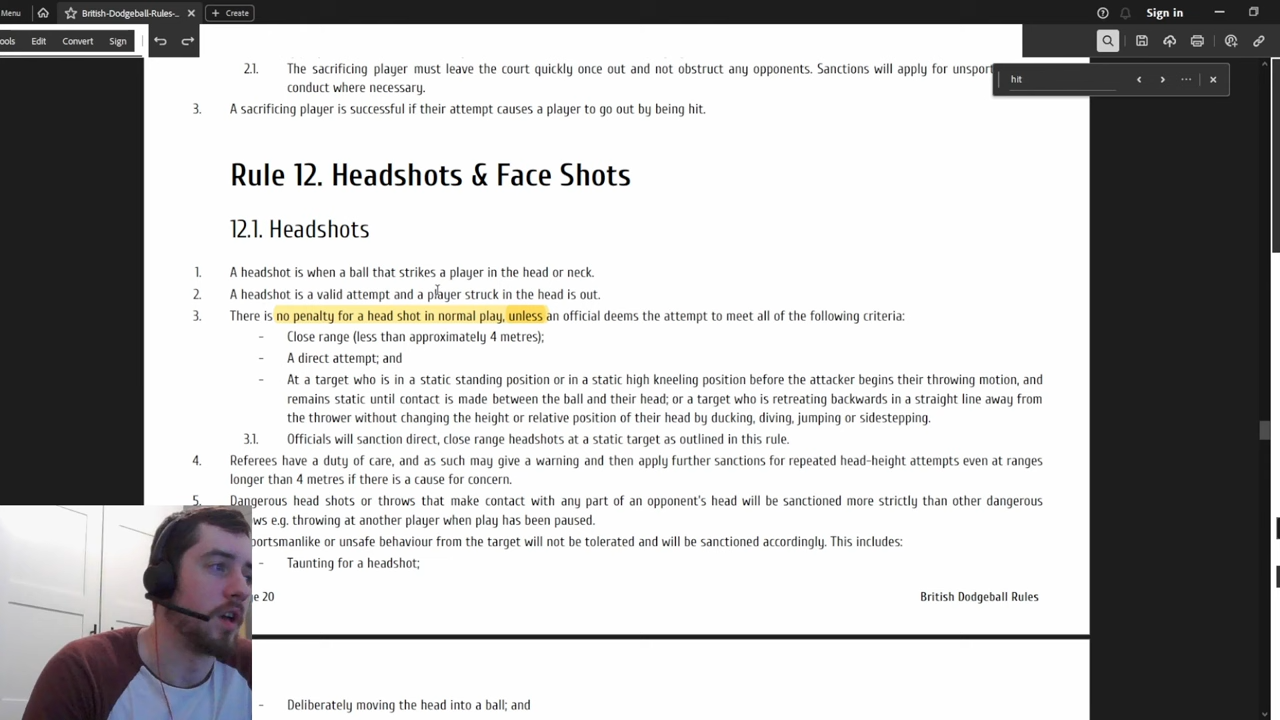 Menu British-Dodgeball-Rules-... Create Sign in
ools Edit Convert Sign
hit
2.1. The sacrificing player must leave the court quickly once out and not obstruct any opponents. Sanctions will apply for unsport
conduct where necessary.
3. A sacrificing player is successful if their attempt causes a player to go out by being hit.
Rule 12. Headshots & Face Shots
12.1. Headshots
1. A headshot is when a ball that strikes a player in the head or neck.
2. A headshot is a valid attempt and a player struck in the head is out.
3. There is no penalty for a head shot in normal play, unless an official deems the attempt to meet all of the following criteria:
- Close range (less than approximately 4 metres);
- A direct attempt; and
- At a target who is in a static standing position or in a static high kneeling position before the attacker begins their throwing motion, and
remains static until contact is made between the ball and their head; or a target who is retreating backwards in a straight line away from
the thrower without changing the height or relative position of their head by ducking, diving, jumping or sidestepping.
3.1. Officials will sanction direct, close range headshots at a static target as outlined in this rule.
4. Referees have a duty of care, and as such may give a warning and then apply further sanctions for repeated head-height attempts even at ranges
longer than 4 metres if there is a cause for concern.
5. Dangerous head shots or throws that make contact with any part of an opponent's head will be sanctioned more strictly than other dangerous
ws e.g. throwing at another player when play has been paused.
portsmanlike or unsafe behaviour from the target will not be tolerated and will be sanctioned accordingly. This includes:
- Taunting for a headshot;
e 20 British Dodgeball Rules
- Deliberately moving the head into a ball; and